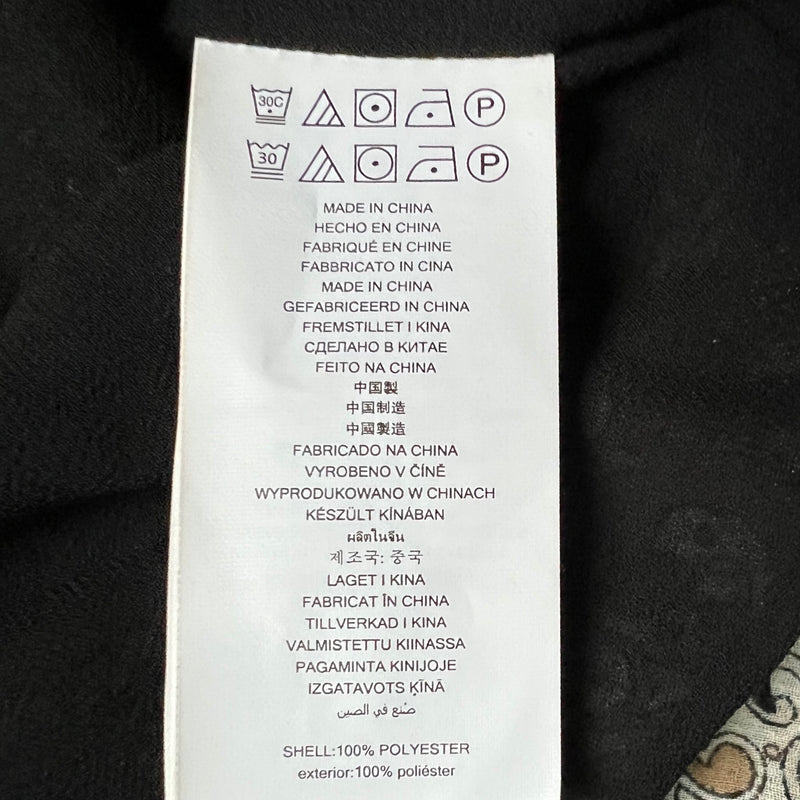 30C P
30 P
MADE IN CHINA
HECHO EN CHINA
FABRIQUÉ EN CHINE
FABBRICATO IN CINA
MADE IN CHINA
GEFABRICEERD IN CHINA
FREMSTILLET I KINA
СДЕЛАНО В КИТАЕ
FEITO NA CHINA
中国製
中国制造
中國製造
FABRICADO NA CHINA
VYROBENO V ČÍNĚ
WYPRODUKOWANO W CHINACH
KÉSZÜLT KÍNÁBAN
ผลิตในจีน
제조국: 중국
LAGET I KINA
FABRICAT ÎN CHINA
TILLVERKAD I KINA
VALMISTETTU KIINASSA
PAGAMINTA KINIJOJE
IZGATAVOTS ĶĪNĀ
صُنع في الصين
SHELL:100% POLYESTER
exterior:100% poliéster